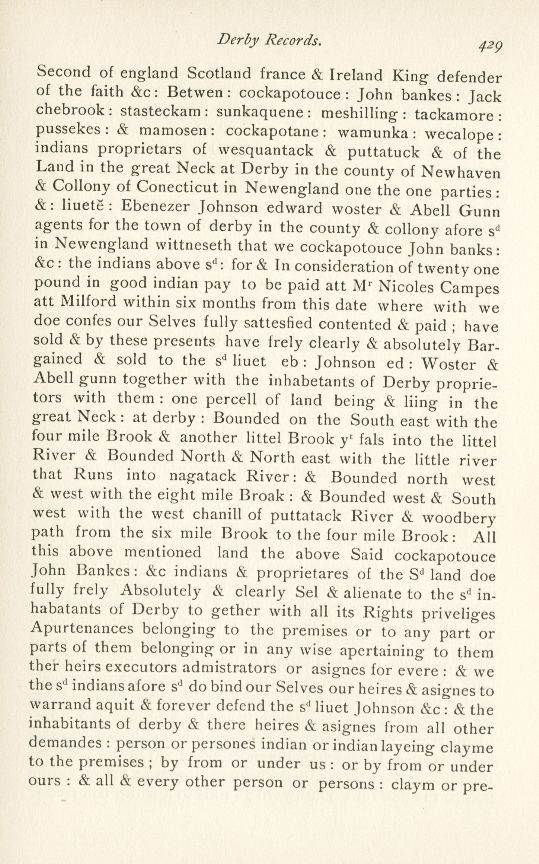 Derby Records. 429
Second of england Scotland france & Ireland King defender
of the faith &c: Betwen: cockapotouce: John bankes: Jack
chebrook: stasteckam: sunkaquene: meshilling: tackamore:
pussekes: & mamosen: cockapotane: wamunka: wecalope:
indians proprietars of wesquantack & puttatuck & of the
Land in the great Neck at Derby in the county of Newhaven
& Collony of Conecticut in Newengland one the one parties:
&: liuetĕ: Ebenezer Johnson edward woster & Abell Gunn
agents for the town of derby in the county & collony afore sᵈ
in Newengland wittneseth that we cockapotouce John banks:
&c: the indians above sᵈ: for & In consideration of twenty one
pound in good indian pay to be paid att Mʳ Nicoles Campes
att Milford within six months from this date where with we
doe confes our Selves fully sattesfied contented & paid; have
sold & by these presents have frely clearly & absolutely Bar-
gained & sold to the sᵈ liuet eb: Johnson ed: Woster &
Abell gunn together with the inhabetants of Derby proprie-
tors with them: one percell of land being & liing in the
great Neck: at derby: Bounded on the South east with the
four mile Brook & another littel Brook yᵗ fals into the littel
River & Bounded North & North east with the little river
that Runs into nagatack River: & Bounded north west
& west with the eight mile Broak: & Bounded west & South
west with the west chanill of puttatack River & woodbery
path from the six mile Brook to the four mile Brook: All
this above mentioned land the above Said cockapotouce
John Bankes: &c indians & proprietares of the Sᵈ land doe
fully frely Absolutely & clearly Sel & alienate to the sᵈ in-
habatants of Derby to gether with all its Rights priveliges
Apurtenances belonging to the premises or to any part or
parts of them belonging or in any wise apertaining to them
ther heirs executors admistrators or asignes for evere: & we
the sᵈ indians afore sᵈ do bind our Selves our heires & asignes to
warrand aquit & forever defend the sᵈ liuet Johnson &c: & the
inhabitants of derby & there heires & asignes from all other
demandes: person or persones indian or indian layeing clayme
to the premises; by from or under us: or by from or under
ours: & all & every other person or persons: claym or pre-